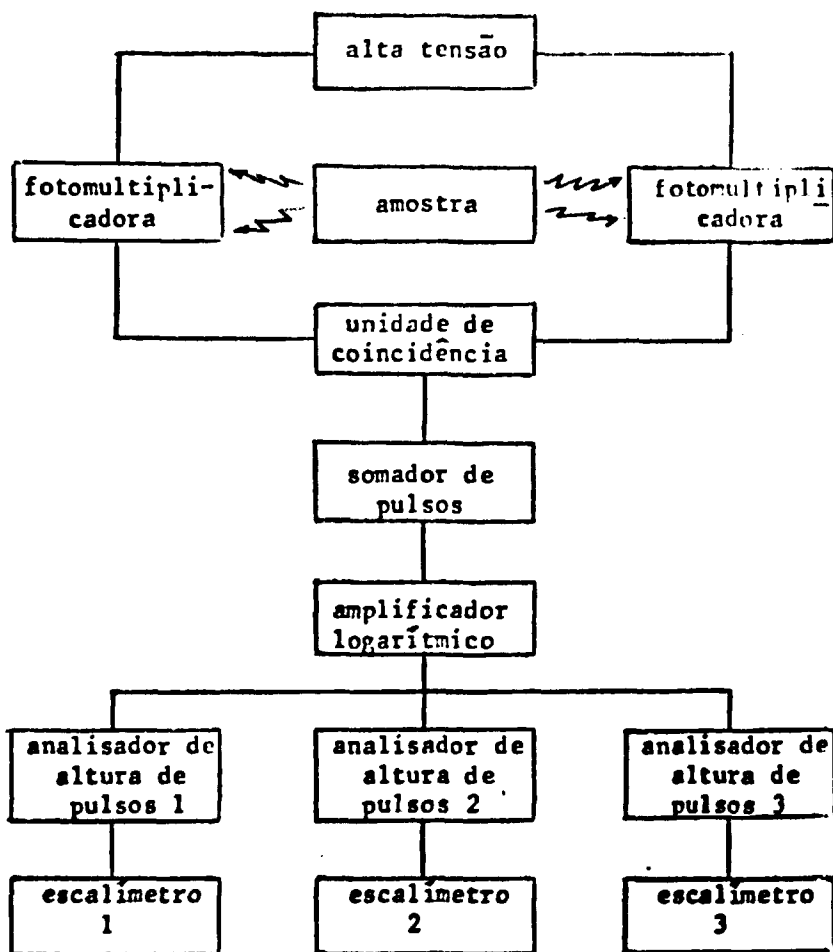 alta tensão
fotomultipli-
cadora
amostra
fotomultipli
cadora
unidade de
coincidência
somador de
pulsos
amplificador
logarítmico
analisador de
altura de
pulsos 1
analisador de
altura de
pulsos 2
analisador de
altura de
pulsos 3
escalímetro
1
escalímetro
2
escalímetro
3